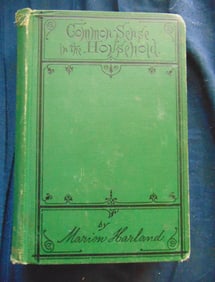 Common Sense
in the Household.
by
Marion Harland